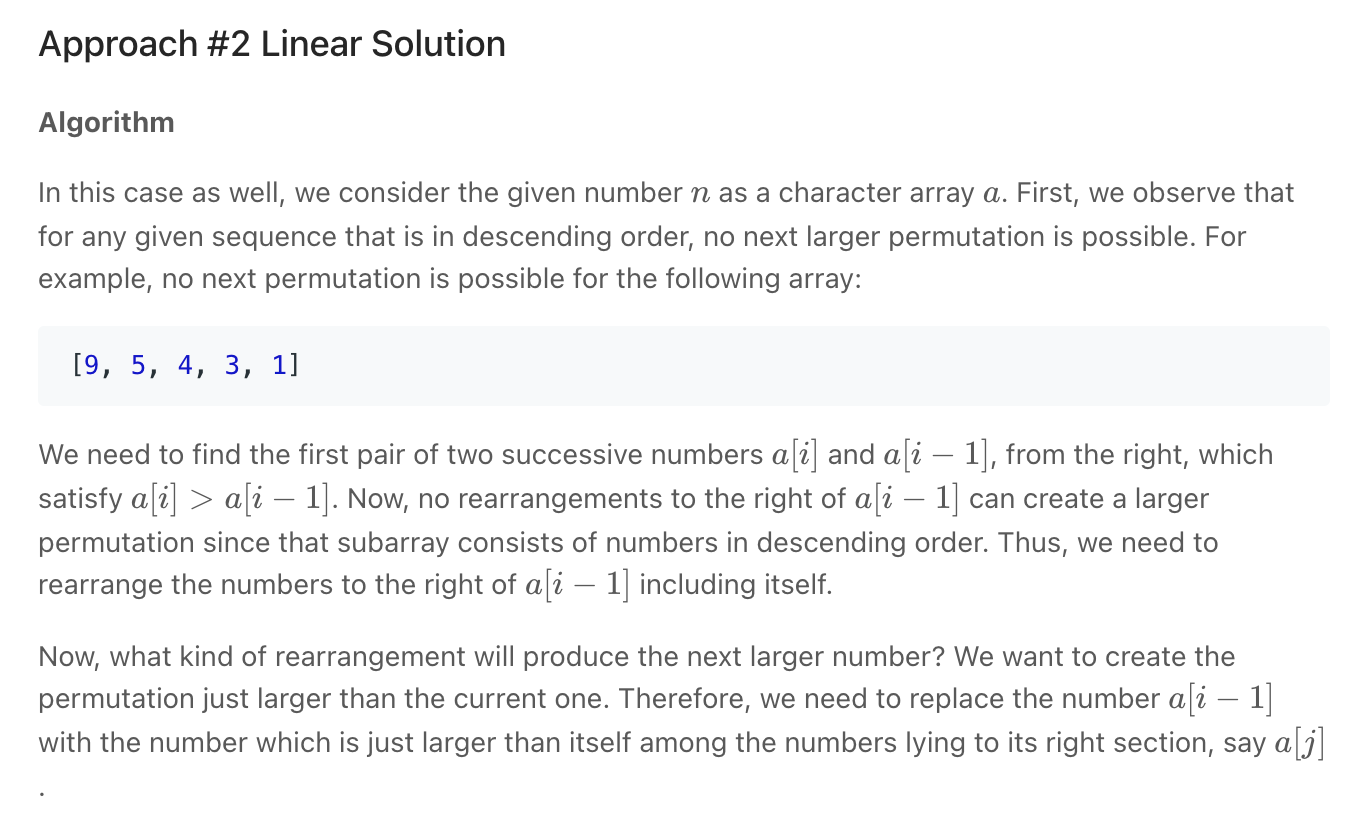 Approach #2 Linear Solution
Algorithm
In this case as well, we consider the given number n as a character array a. First, we observe that
for any given sequence that is in descending order, no next larger permutation is possible. For
example, no next permutation is possible for the following array:
[9, 5, 4, 3, 1]
We need to find the first pair of two successive numbers a[i] and a[i − 1], from the right, which
satisfy a[i] > a[i − 1]. Now, no rearrangements to the right of a[i − 1] can create a larger
permutation since that subarray consists of numbers in descending order. Thus, we need to
rearrange the numbers to the right of a[i − 1] including itself.
Now, what kind of rearrangement will produce the next larger number? We want to create the
permutation just larger than the current one. Therefore, we need to replace the number a[i − 1]
with the number which is just larger than itself among the numbers lying to its right section, say a[j]
.